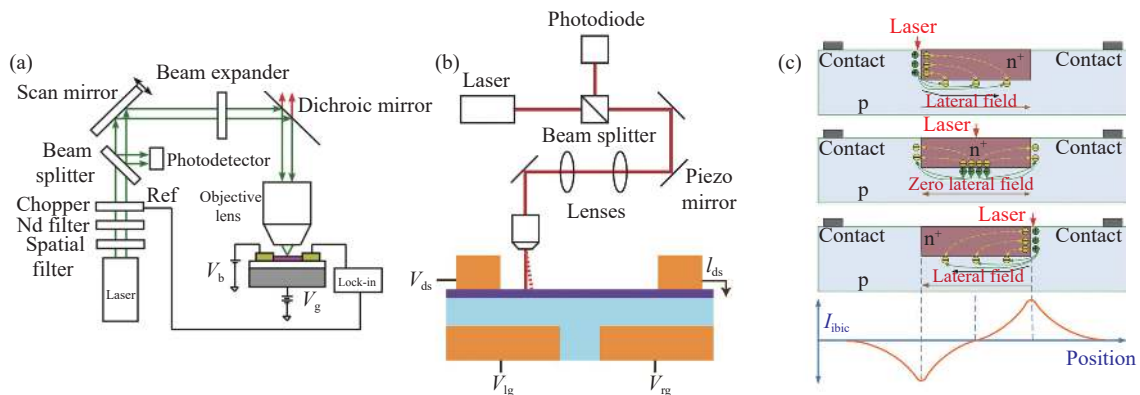 (a)
Beam expander
Scan mirror
Dichroic mirror
Beam
splitter
Photodetector
Chopper
Ref
Nd filter
Spatial
filter
Laser
Objective
lens
V_b
V_g
Lock-in
(b)
Photodiode
Laser
Beam splitter
Lenses
Piezo
mirror
V_ds
I_ds
V_lg
V_rg
(c)
Laser
Contact
n+
Contact
p
Lateral field
Laser
Contact
n+
Contact
p
Zero lateral field
Laser
Contact
n+
Contact
p
Lateral field
I_ibic
Position